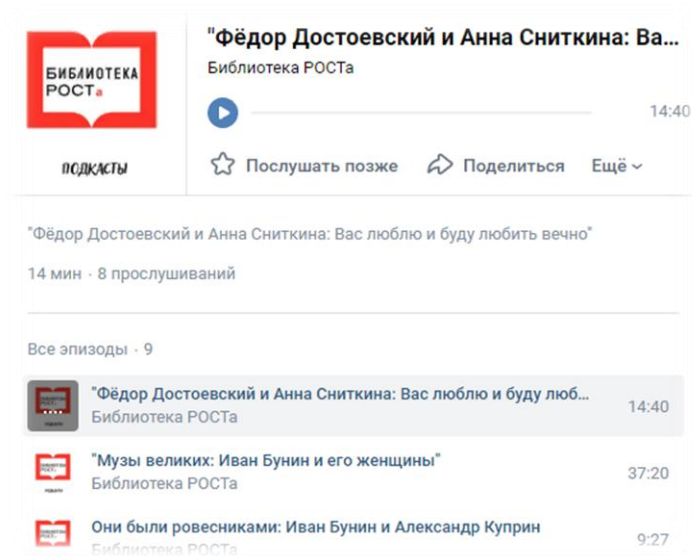 БИБЛИОТЕКА
РОСТа
ПОДКАСТЫ
"Фёдор Достоевский и Анна Сниткина: Ва...
Библиотека РОСТа
14:40
Послушать позже
Поделиться
Ещё
"Фёдор Достоевский и Анна Сниткина: Вас люблю и буду любить вечно"
14 мин · 8 прослушиваний
Все эпизоды · 9
"Фёдор Достоевский и Анна Сниткина: Вас люблю и буду люб...
14:40
Библиотека РОСТа
"Музы великих: Иван Бунин и его женщины"
37:20
Библиотека РОСТа
Они были ровесниками: Иван Бунин и Александр Куприн
9:27
Библиотека РОСТа